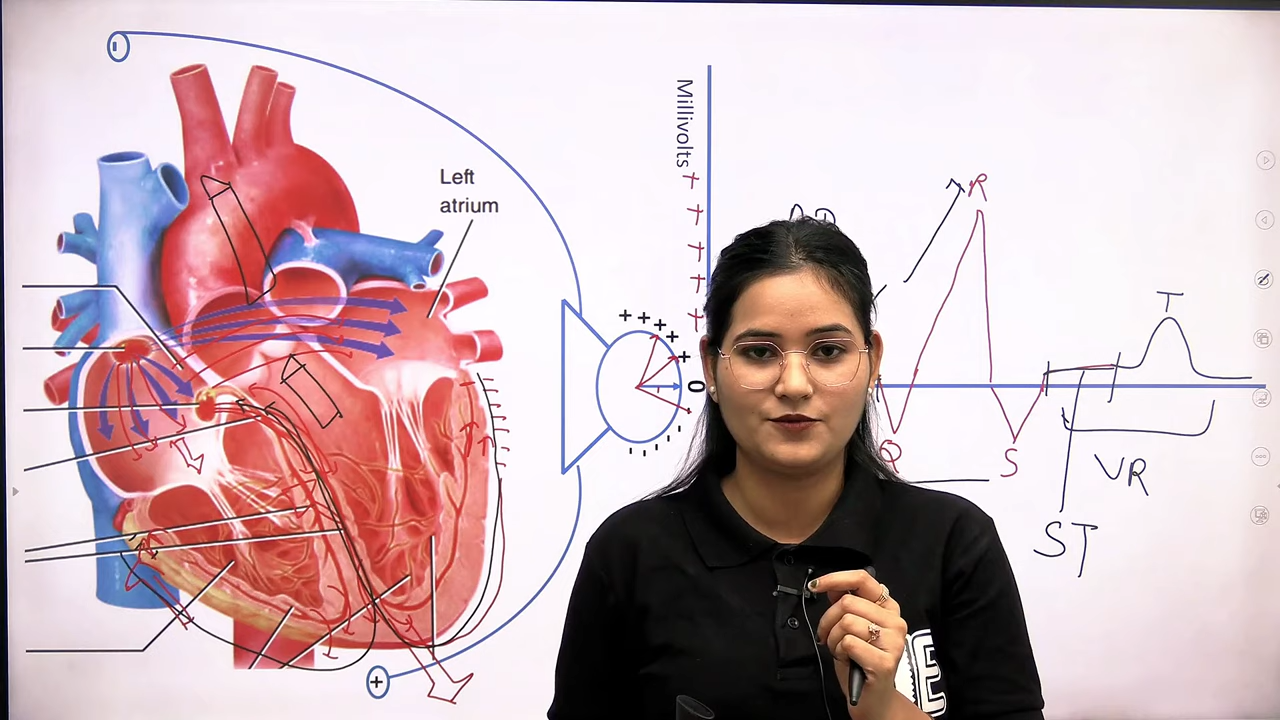 Left
atrium
Millivolts
+
+
+
+
+
+ + + + +
0
- - - - -
+
R
Q
S
T
VR
ST
E